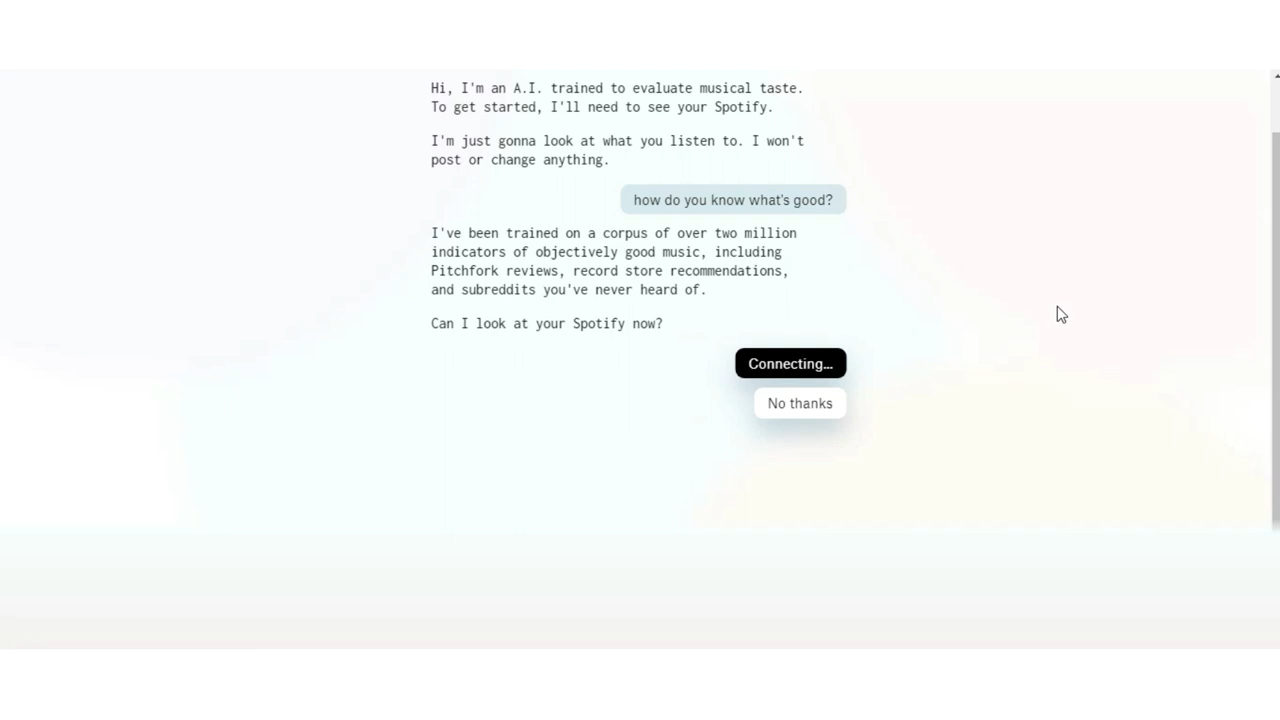 Hi, I'm an A.I. trained to evaluate musical taste.
To get started, I'll need to see your Spotify.
I'm just gonna look at what you listen to. I won't
post or change anything.
how do you know what's good?
I've been trained on a corpus of over two million
indicators of objectively good music, including
Pitchfork reviews, record store recommendations,
and subreddits you've never heard of.
Can I look at your Spotify now?
Connecting...
No thanks